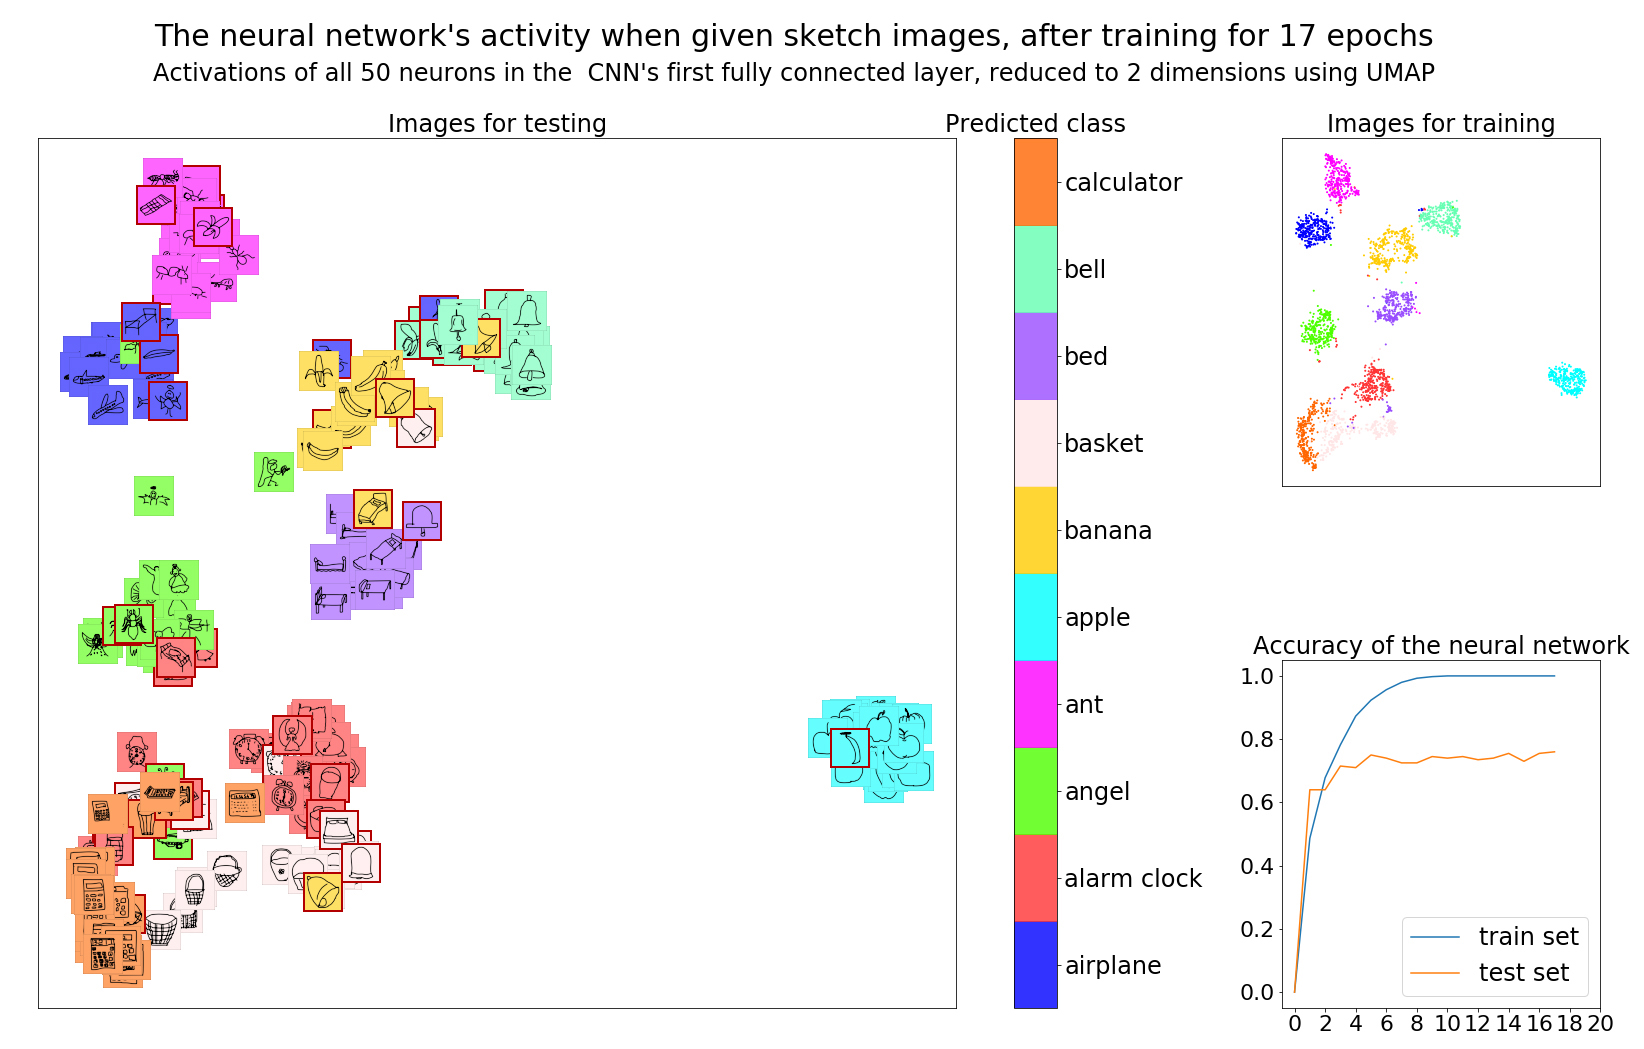 The neural network's activity when given sketch images, after training for 17 epochs
Activations of all 50 neurons in the  CNN's first fully connected layer, reduced to 2 dimensions using UMAP
Images for testing
Predicted class
calculator
bell
bed
basket
banana
apple
ant
angel
alarm clock
airplane
Images for training
Accuracy of the neural network
1.0
0.8
0.6
0.4
0.2
0.0
train set
test set
0 2 4 6 8 10 12 14 16 18 20